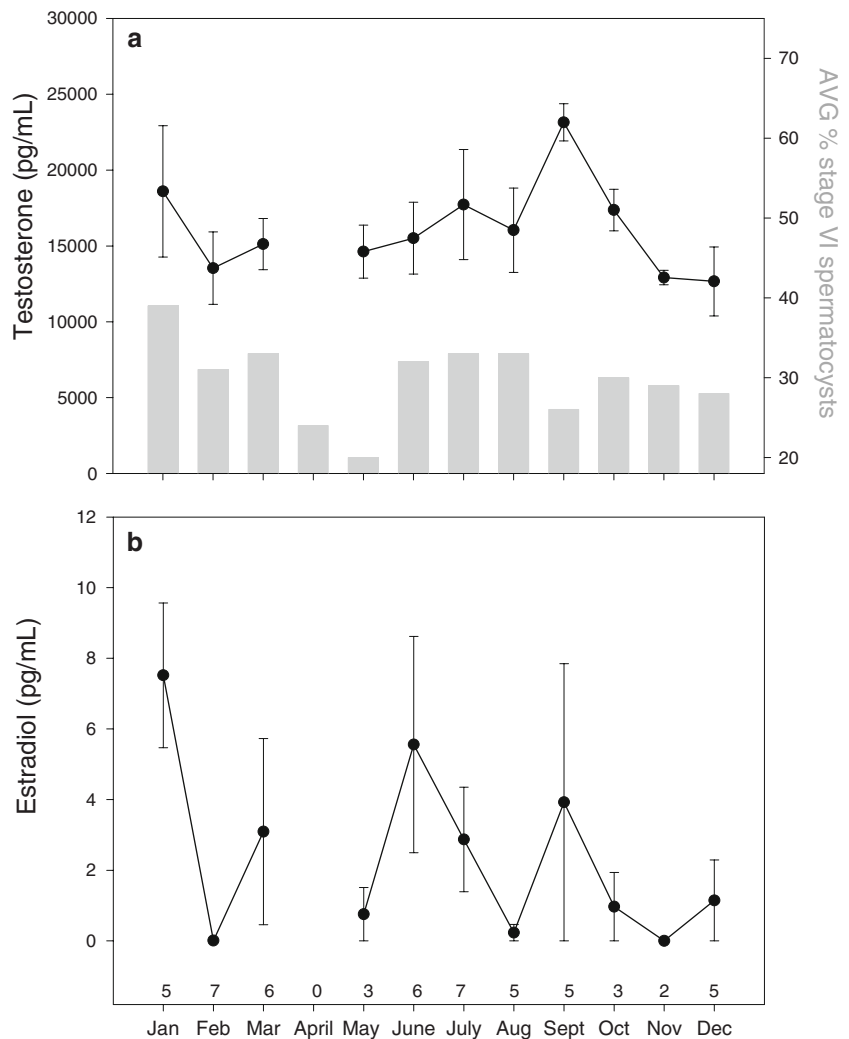 a
30000
25000
20000
15000
10000
5000
0
Testosterone (pg/mL)
70
60
50
40
30
20
AVG % stage VI spermatocysts
b
12
10
8
6
4
2
0
Estradiol (pg/mL)
5 7 6 0 3 6 7 5 5 3 2 5
Jan Feb Mar April May June July Aug Sept Oct Nov Dec